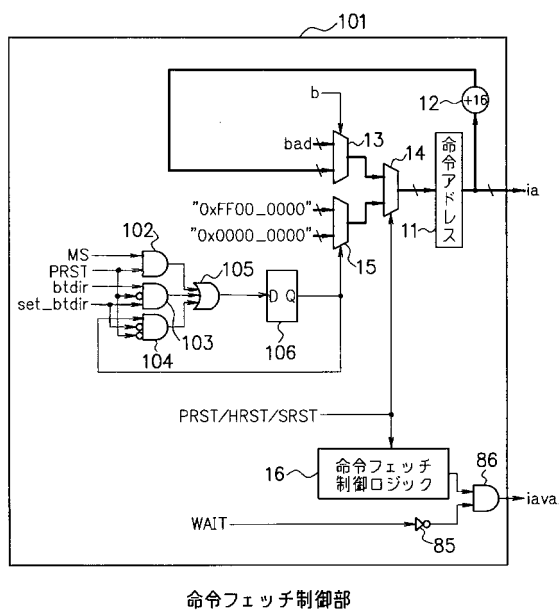 101
b
12
+16
bad
13
14
命令アドレス
11
ia
"0xFF00_0000"
"0x0000_0000"
15
102
MS
PRST
btdir
set_btdir
105
103
104
D Q
106
PRST/HRST/SRST
16
命令フェッチ
制御ロジック
86
iava
WAIT
85
命令フェッチ制御部